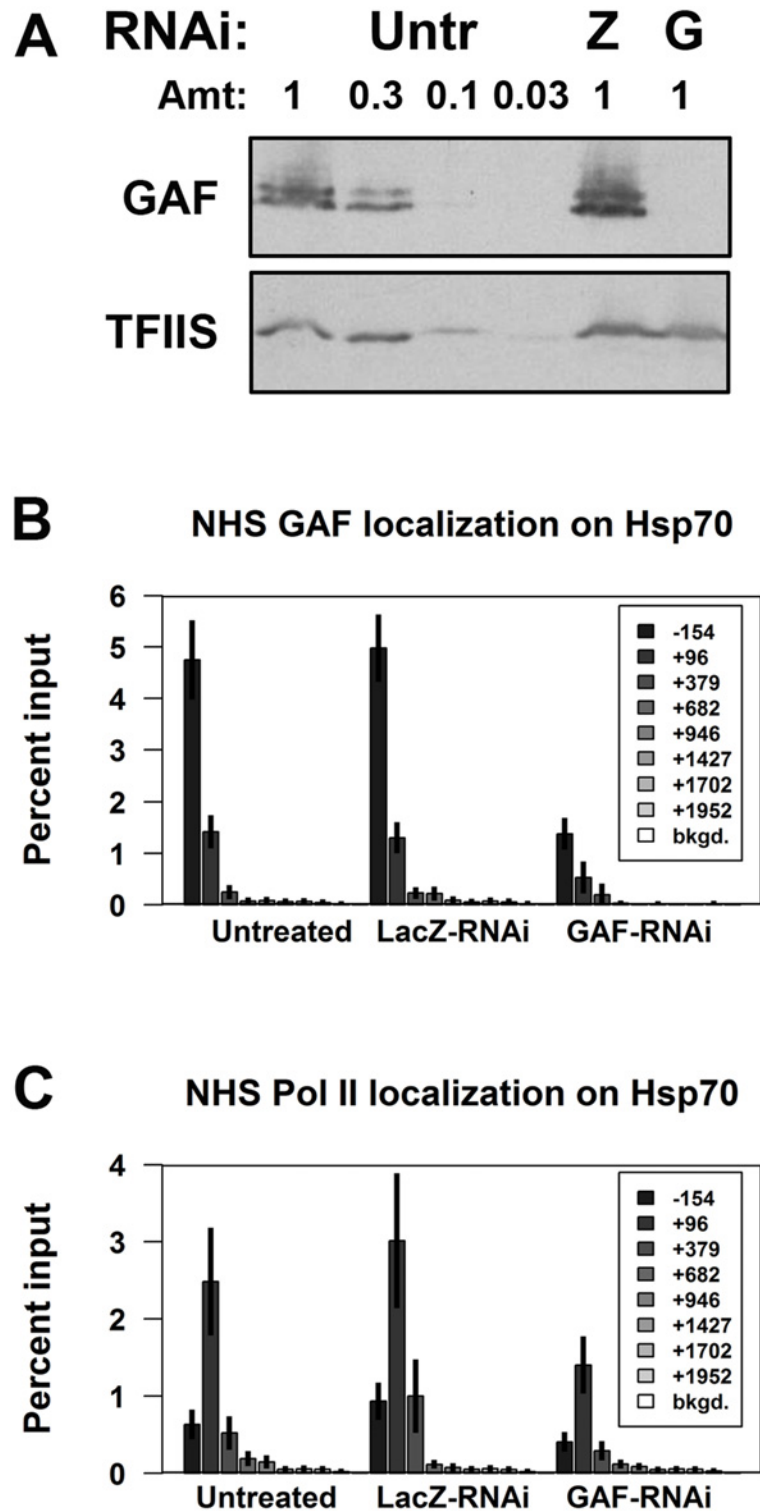 A
RNAi: Untr Z G
Amt: 1 0.3 0.1 0.03 1 1
GAF
TFIIS
B
NHS GAF localization on Hsp70
Percent input
6
5
4
3
2
1
0
-154
+96
+379
+682
+946
+1427
+1702
+1952
bkgd.
Untreated LacZ-RNAi GAF-RNAi
C
NHS Pol II localization on Hsp70
Percent input
4
3
2
1
0
-154
+96
+379
+682
+946
+1427
+1702
+1952
bkgd.
Untreated LacZ-RNAi GAF-RNAi